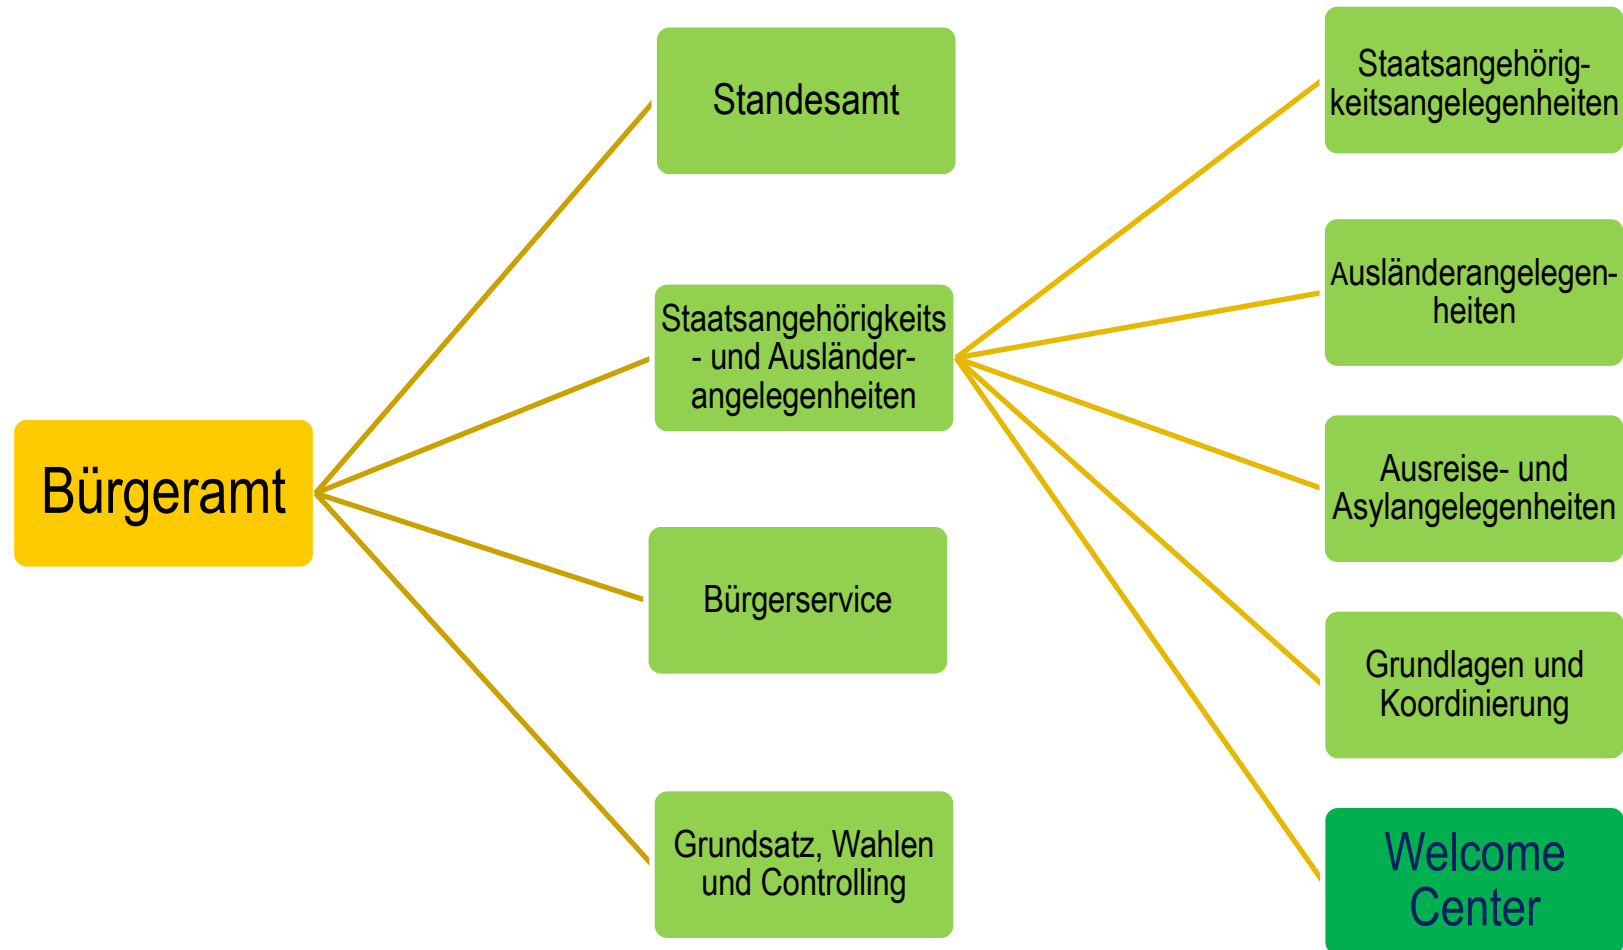 Bürgeramt
Standesamt
Staatsangehörigkeits
- und Ausländer-
angelegenheiten
Bürgerservice
Grundsatz, Wahlen
und Controlling
Staatsangehörig-
keitsangelegenheiten
Ausländerangelegen-
heiten
Ausreise- und
Asylangelegenheiten
Grundlagen und
Koordinierung
Welcome
Center